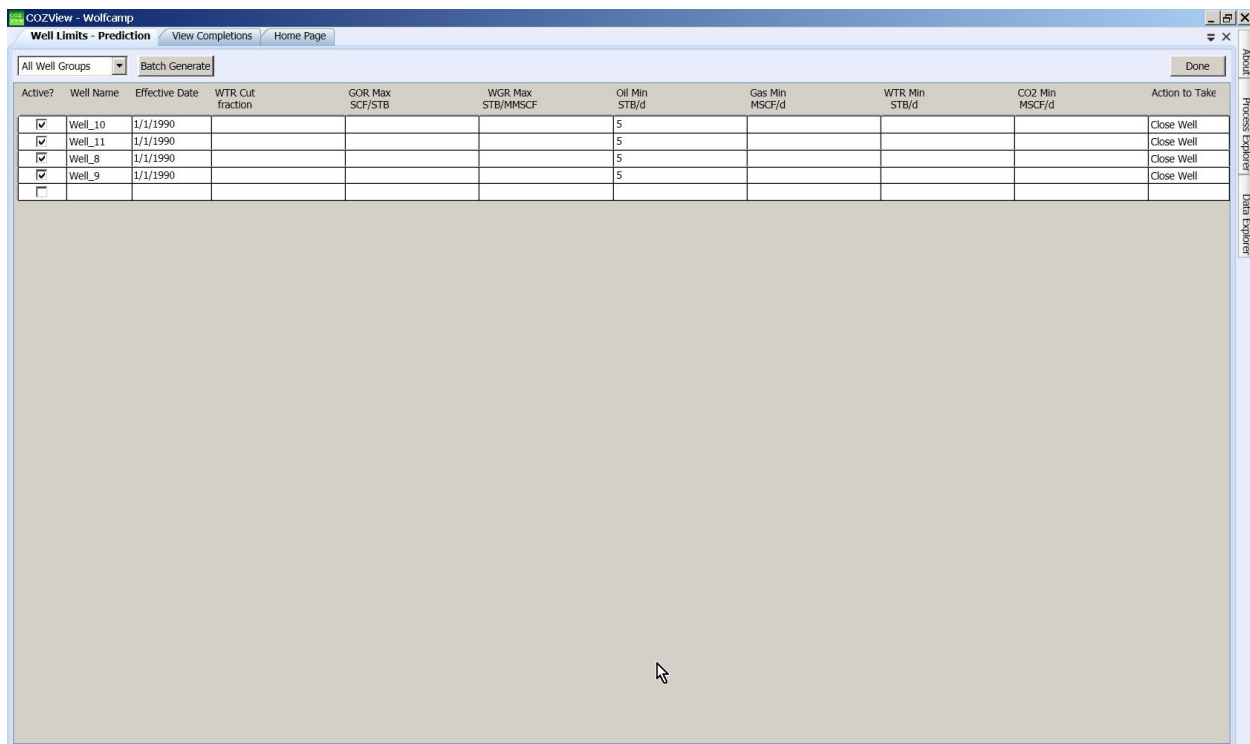 COZ View COZView - Wolfcamp
Well Limits - Prediction View Completions Home Page
All Well Groups Batch Generate Done
Active? Well Name Effective Date WTR Cut fraction GOR Max SCF/STB WGR Max STB/MMSCF Oil Min STB/d Gas Min MSCF/d WTR Min STB/d CO2 Min MSCF/d Action to Take
Well_10 1/1/1990 5 Close Well
Well_11 1/1/1990 5 Close Well
Well_8 1/1/1990 5 Close Well
Well_9 1/1/1990 5 Close Well
About
Process Explorer
Data Explorer